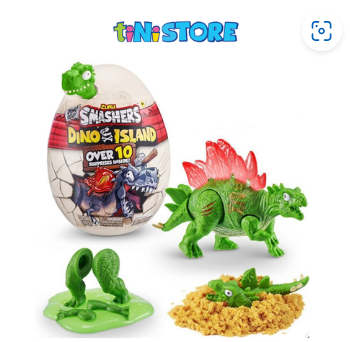 tiNiSTORE
ZURU
SMASHERS
DINO ISLAND
OVER 10
SURPRISES INSIDE!